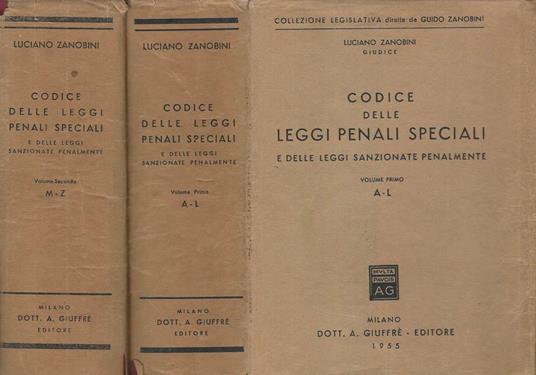 LUCIANO ZANOBINI
CODICE
DELLE LEGGI
PENALI SPECIALI
E DELLE LEGGI
SANZIONATE PENALMENTE
Volume Secondo
M-Z
MILANO
DOTT. A. GIUFFRÈ
EDITORE
LUCIANO ZANOBINI
CODICE
DELLE LEGGI
PENALI SPECIALI
E DELLE LEGGI
SANZIONATE PENALMENTE
Volume Primo
A-L
MILANO
DOTT. A. GIUFFRÈ
EDITORE
COLLEZIONE LEGISLATIVA diretta da GUIDO ZANOBINI
LUCIANO ZANOBINI
GIUDICE
CODICE
DELLE
LEGGI PENALI SPECIALI
E DELLE LEGGI SANZIONATE PENALMENTE
VOLUME PRIMO
A-L
MVLTA
PAVCIS
AG
MILANO
DOTT. A. GIUFFRÈ - EDITORE
1955